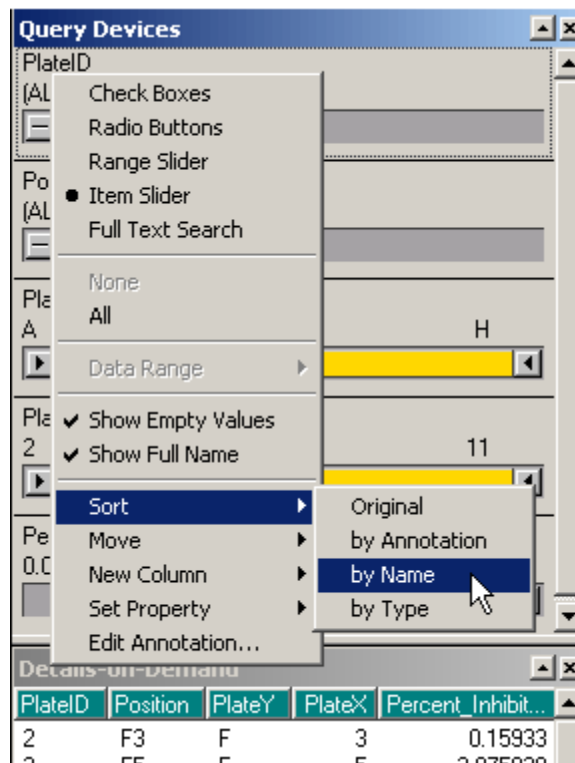 Query Devices
PlateID
(AL
Check Boxes
Radio Buttons
Range Slider
Po
Item Slider
(AL
Full Text Search
None
Pla
All
A
H
Data Range
Pla
Show Empty Values
2
Show Full Name
11
Sort
Original
Pe
Move
by Annotation
0.0
New Column
by Name
Set Property
by Type
Edit Annotation...
Details-on-Demand
PlateID Position PlateY PlateX Percent_Inhibit...
2 F3 F 3 0.15933